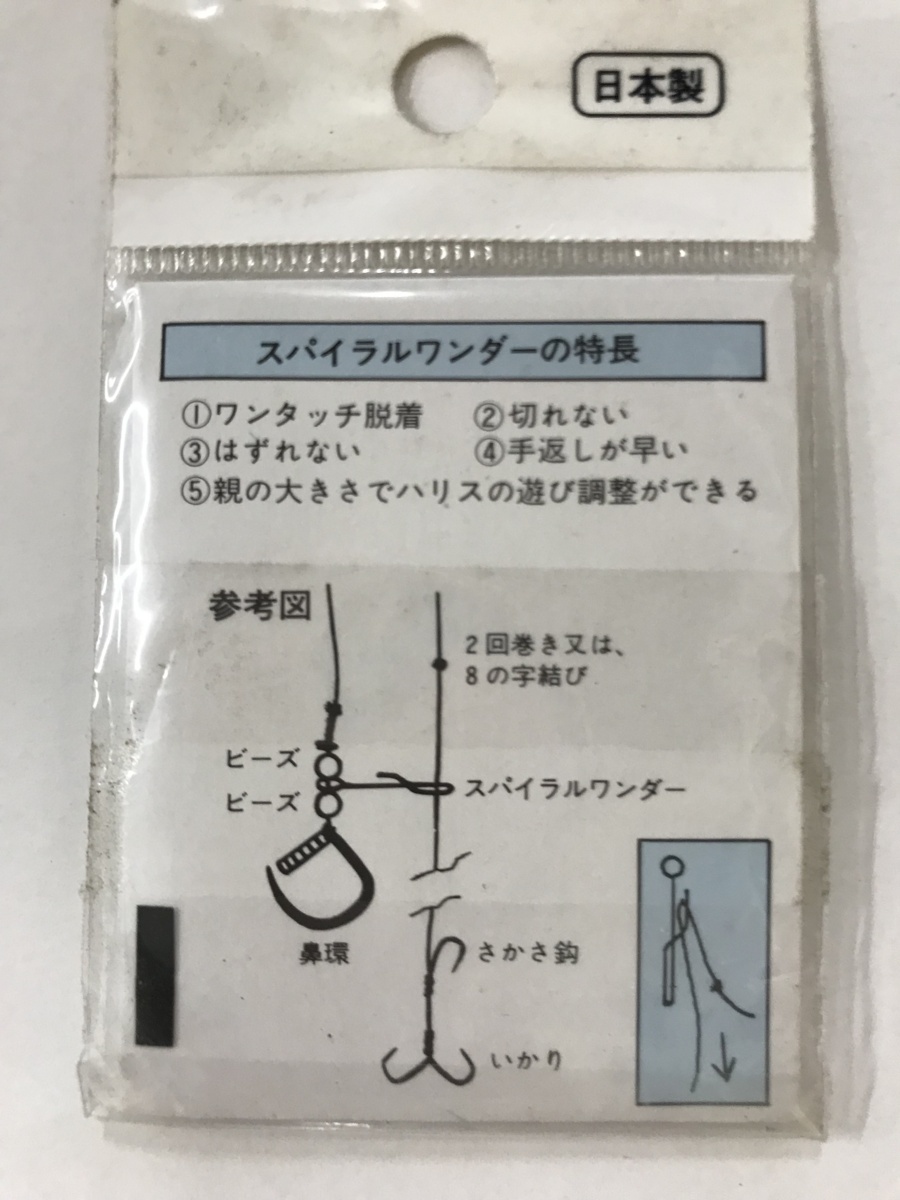 日本製
スパイラルワンダーの特長
①ワンタッチ脱着 ②切れない
③はずれない ④手返しが早い
⑤親の大きさでハリスの遊び調整ができる
参考図
2回巻き又は、
8の字結び
ビーズ
スパイラルワンダー
ビーズ
鼻環
さかさ鈎
いかり